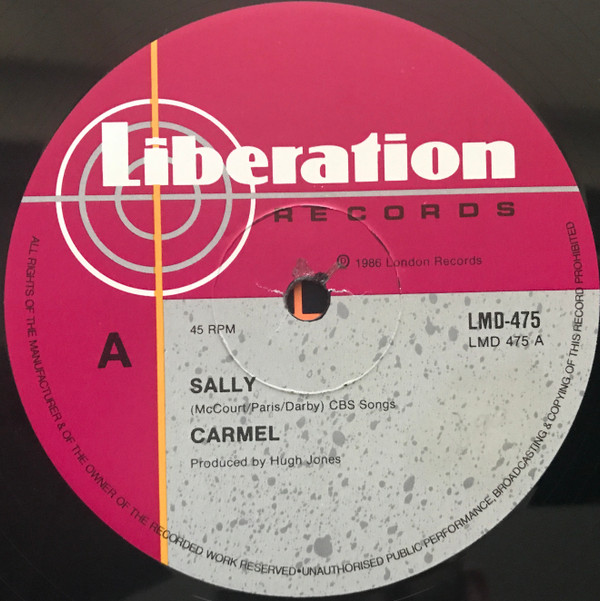 Liberation
RECORDS
℗ 1986 London Records
45 RPM
LMD-475
LMD 475 A
A
SALLY
(McCourt/Paris/Darby) CBS Songs
CARMEL
Produced by Hugh Jones
ALL RIGHTS OF THE MANUFACTURER & OF THE OWNER OF THE RECORDED WORK RESERVED•UNAUTHORISED PUBLIC PERFORMANCE, BROADCASTING & COPYING, OF THIS RECORD PROHIBITED